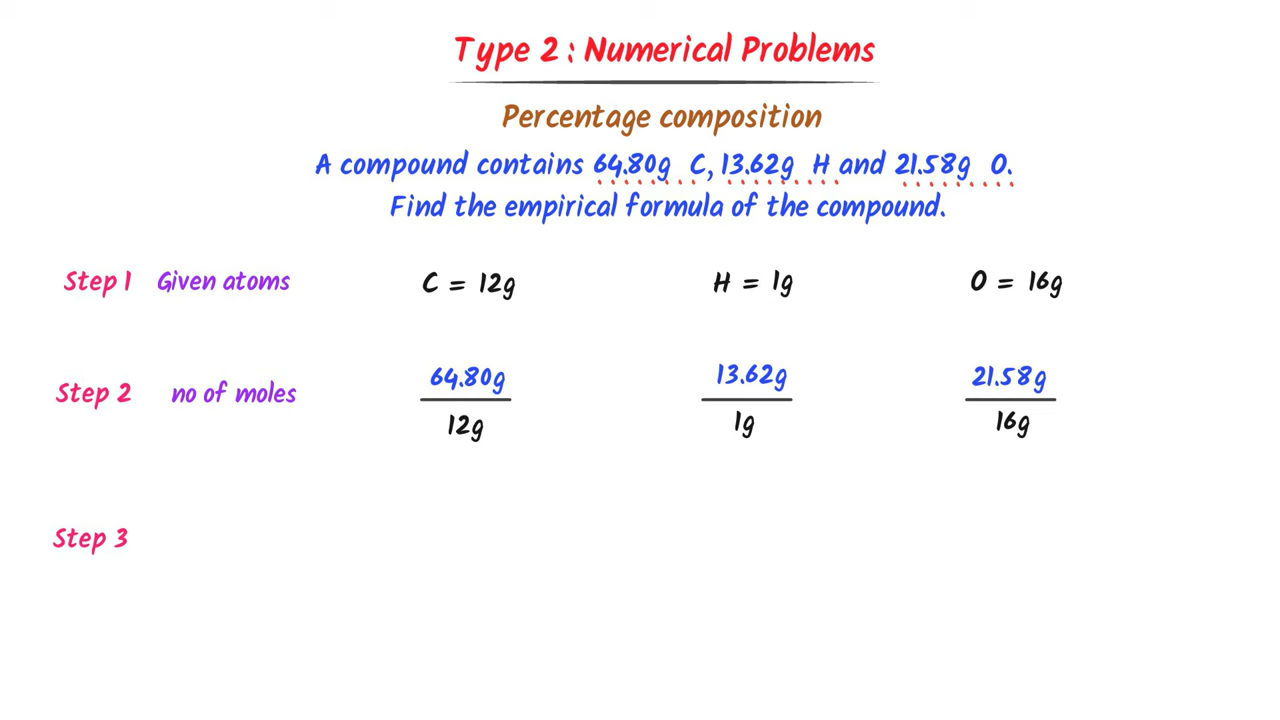 Type 2 : Numerical Problems
Percentage composition
A compound contains 64.80g C, 13.62g H and 21.58g O.
Find the empirical formula of the compound.
Step 1 Given atoms C = 12g H = 1g O = 16g
Step 2 no of moles 64.80g 13.62g 21.58g
12g 1g 16g
Step 3